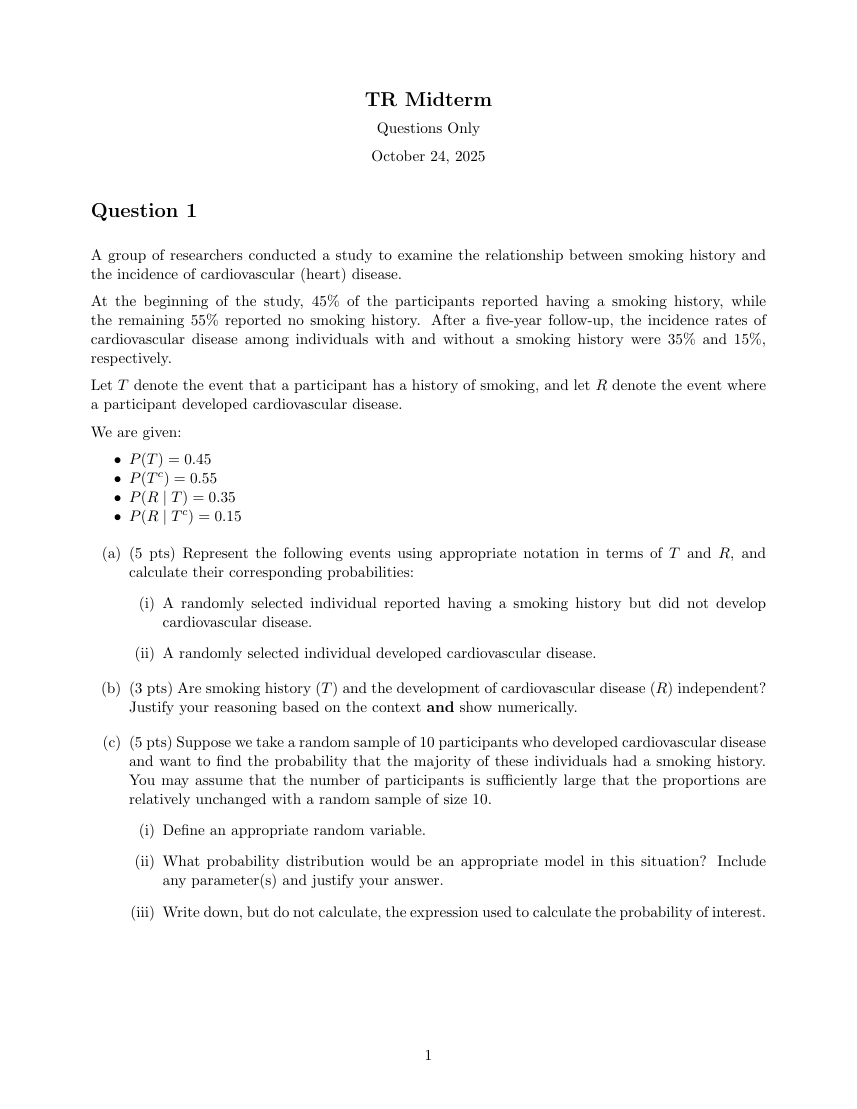 TR Midterm
Questions Only
October 24, 2025
Question 1
A group of researchers conducted a study to examine the relationship between smoking history and
the incidence of cardiovascular (heart) disease.
At the beginning of the study, 45% of the participants reported having a smoking history, while
the remaining 55% reported no smoking history. After a five-year follow-up, the incidence rates of
cardiovascular disease among individuals with and without a smoking history were 35% and 15%,
respectively.
Let T denote the event that a participant has a history of smoking, and let R denote the event where
a participant developed cardiovascular disease.
We are given:
• P(T) = 0.45
• P(Tᶜ) = 0.55
• P(R | T) = 0.35
• P(R | Tᶜ) = 0.15
(a) (5 pts) Represent the following events using appropriate notation in terms of T and R, and
calculate their corresponding probabilities:
(i) A randomly selected individual reported having a smoking history but did not develop
cardiovascular disease.
(ii) A randomly selected individual developed cardiovascular disease.
(b) (3 pts) Are smoking history (T) and the development of cardiovascular disease (R) independent?
Justify your reasoning based on the context and show numerically.
(c) (5 pts) Suppose we take a random sample of 10 participants who developed cardiovascular disease
and want to find the probability that the majority of these individuals had a smoking history.
You may assume that the number of participants is sufficiently large that the proportions are
relatively unchanged with a random sample of size 10.
(i) Define an appropriate random variable.
(ii) What probability distribution would be an appropriate model in this situation? Include
any parameter(s) and justify your answer.
(iii) Write down, but do not calculate, the expression used to calculate the probability of interest.
1